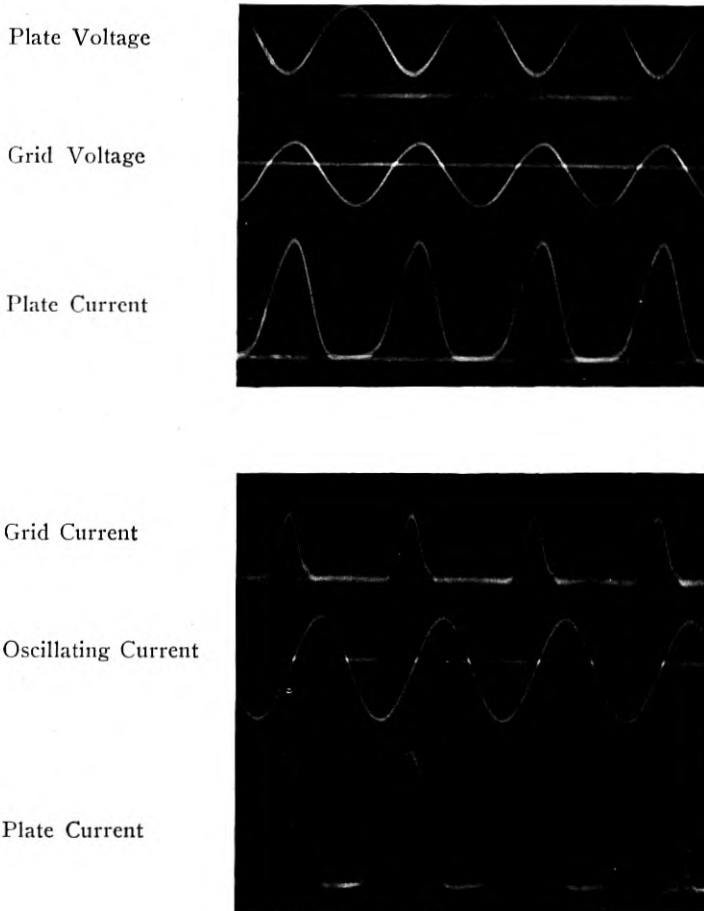 Plate Voltage
Grid Voltage
Plate Current
Grid Current
Oscillating Current
Plate Current